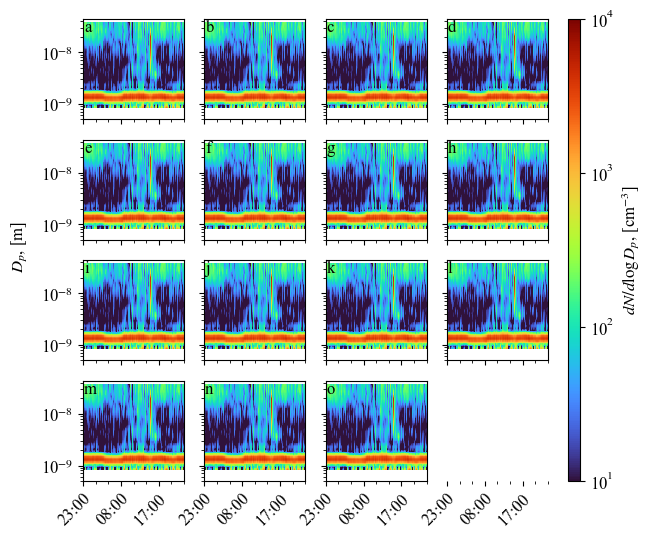 a b c d
10⁻⁸
10⁻⁹
e f g h
10⁻⁸
10⁻⁹
i j k l
10⁻⁸
10⁻⁹
m n o
10⁻⁸
10⁻⁹
23:00 08:00 17:00 23:00 08:00 17:00 23:00 08:00 17:00 23:00 08:00 17:00
Dₚ, [m]
10⁴
10³
10²
10¹
dN/dlogDₚ, [cm⁻³]